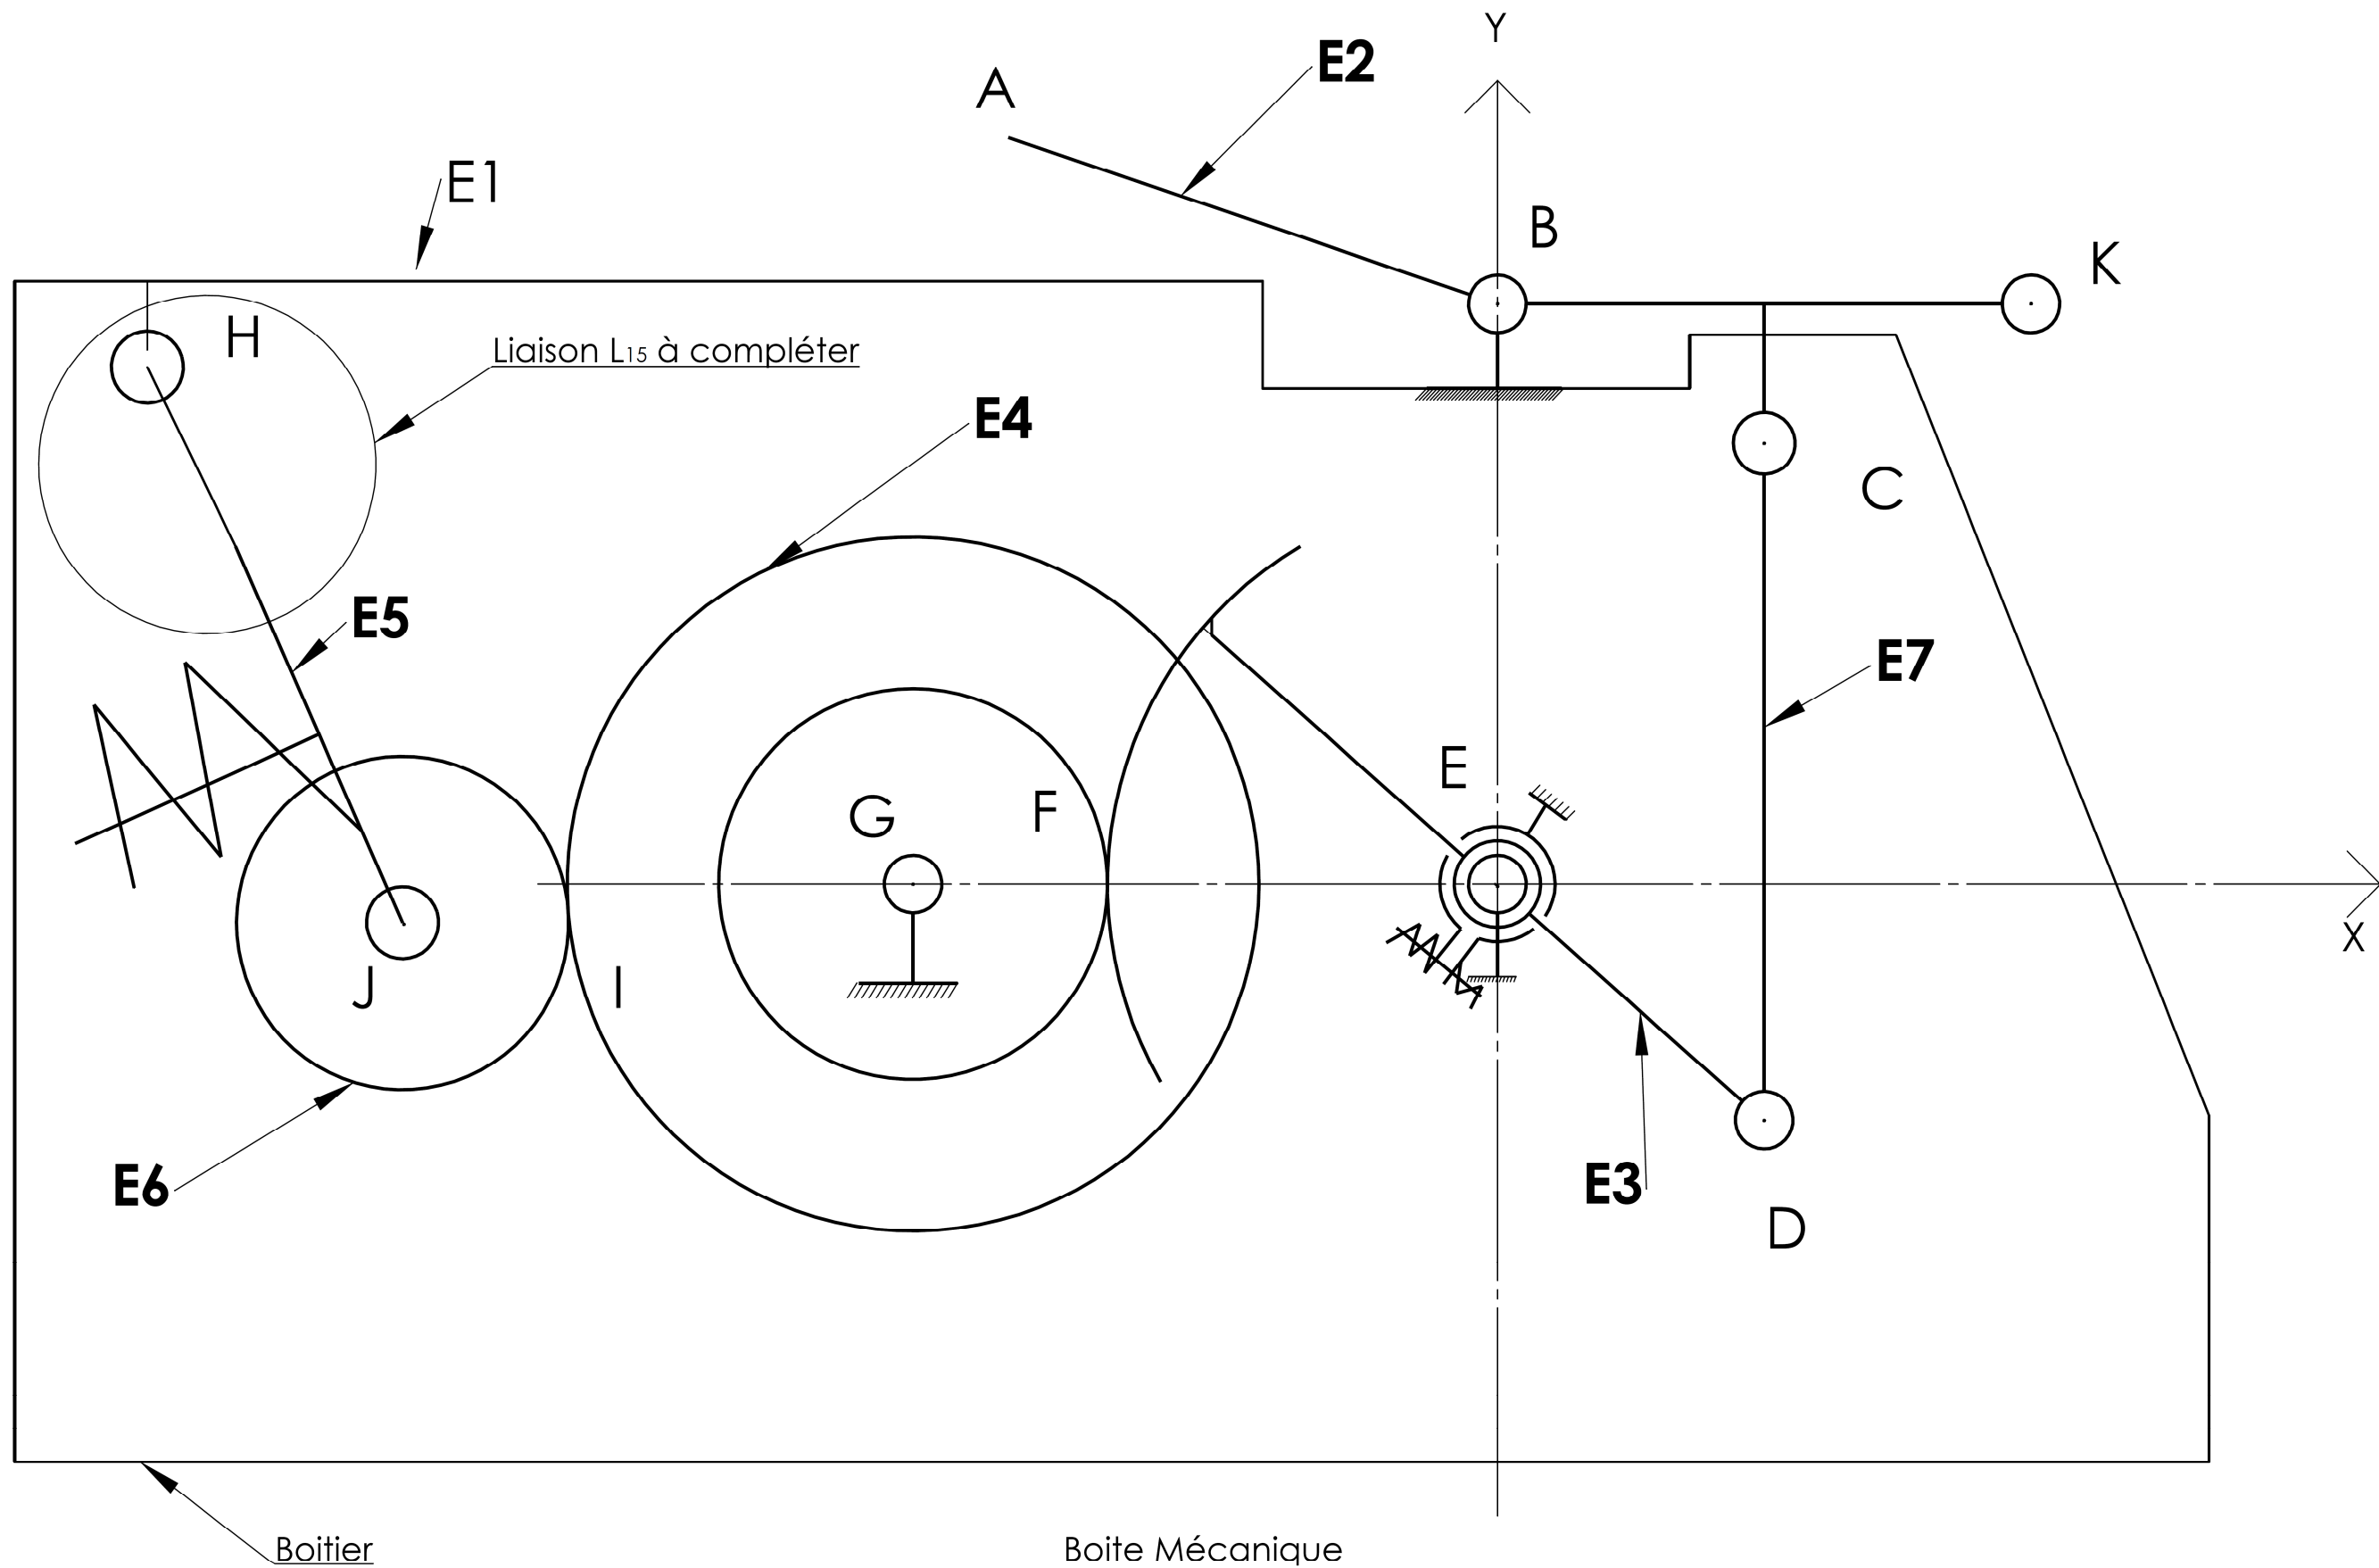 Y
E2
A
E1
B
K
H
Liaison L15 à compléter
E4
C
E5
E7
E
G
F
X
J
I
E6
E3
D
Boitier
Boite Mécanique